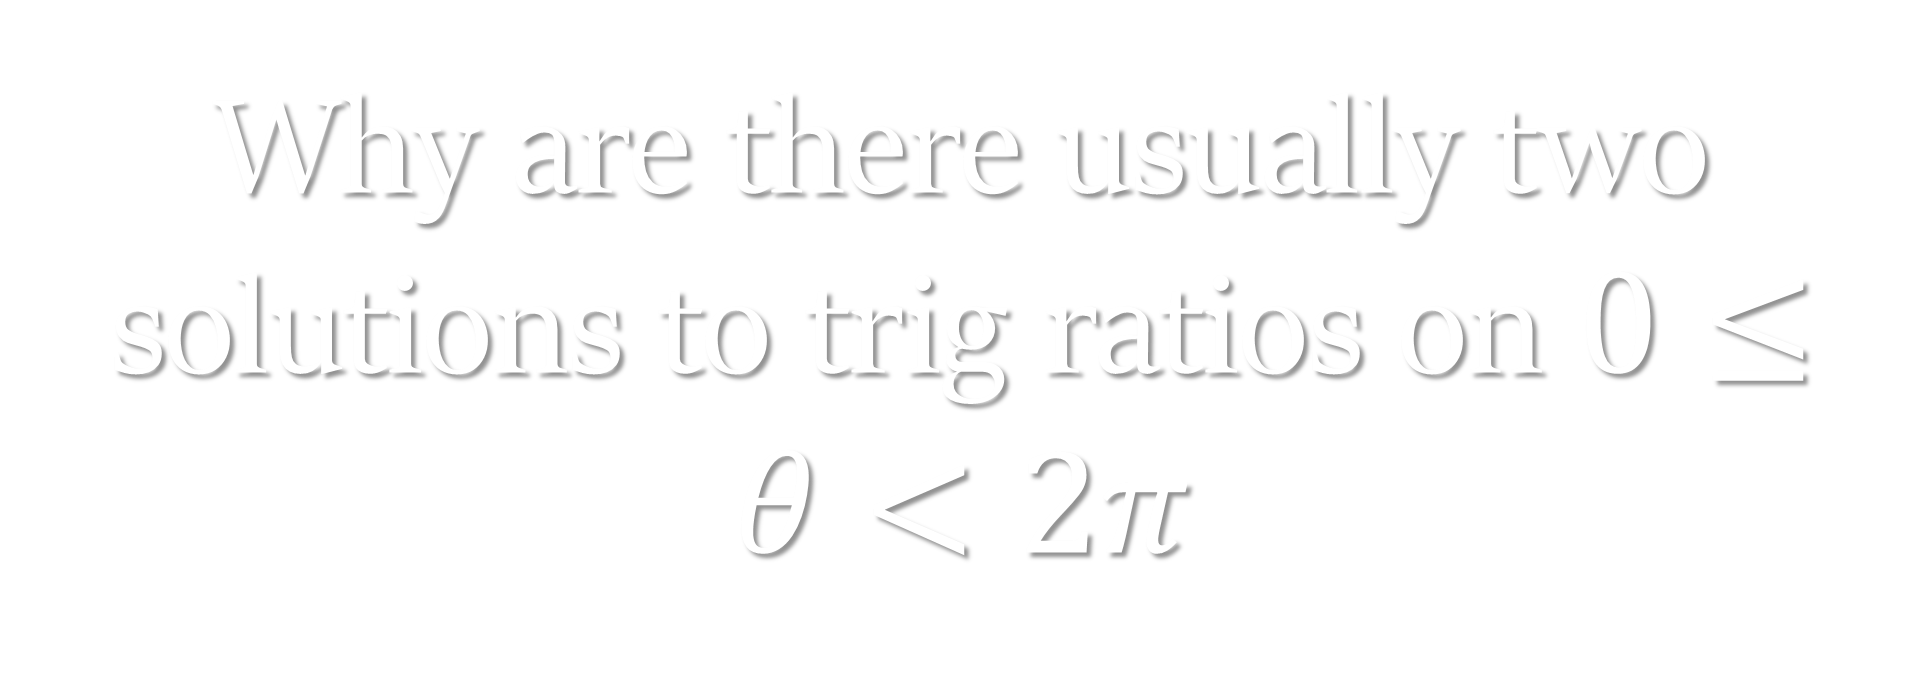 Why are there usually two
solutions to trig ratios on 0 ≤
θ < 2π